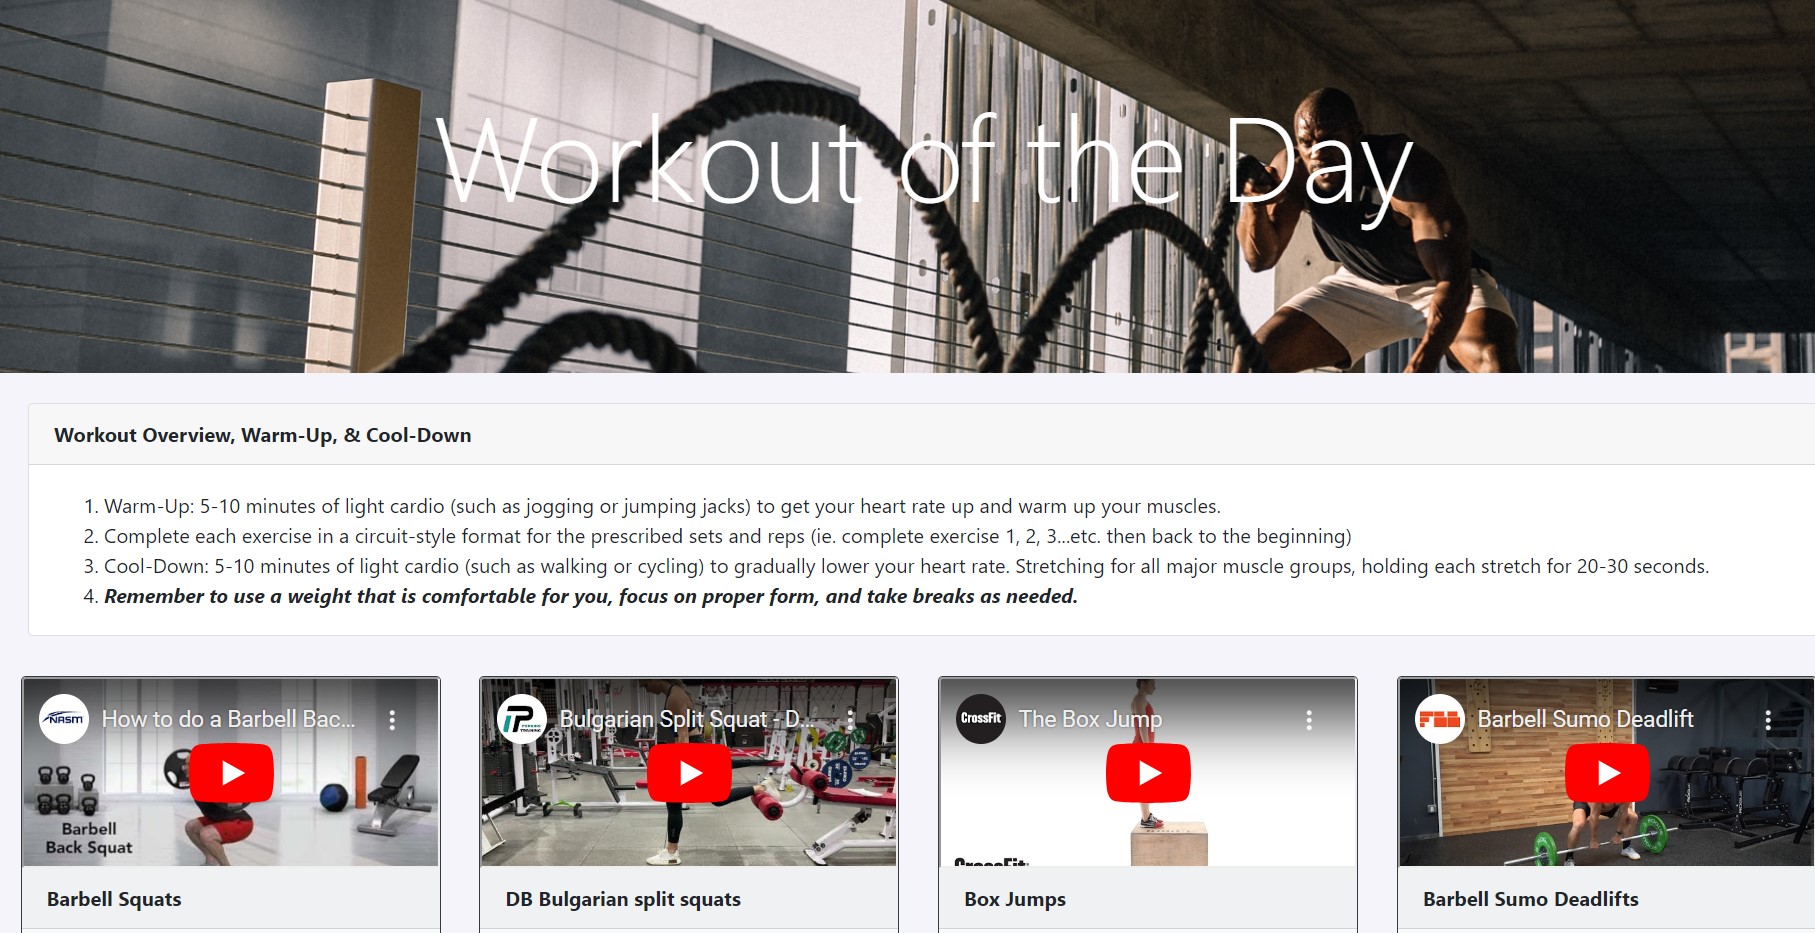 Workout of the Day
Workout Overview, Warm-Up, & Cool-Down
1. Warm-Up: 5-10 minutes of light cardio (such as jogging or jumping jacks) to get your heart rate up and warm up your muscles.
2. Complete each exercise in a circuit-style format for the prescribed sets and reps (ie. complete exercise 1, 2, 3...etc. then back to the beginning)
3. Cool-Down: 5-10 minutes of light cardio (such as walking or cycling) to gradually lower your heart rate. Stretching for all major muscle groups, holding each stretch for 20-30 seconds.
4. Remember to use a weight that is comfortable for you, focus on proper form, and take breaks as needed.
NASM
How to do a Barbell Bac...
Barbell
Back Squat
Barbell Squats
TRAINING
Bulgarian Split Squat - D...
DB Bulgarian split squats
CrossFit
The Box Jump
CrossFit
Box Jumps
Barbell Sumo Deadlift
Barbell Sumo Deadlifts